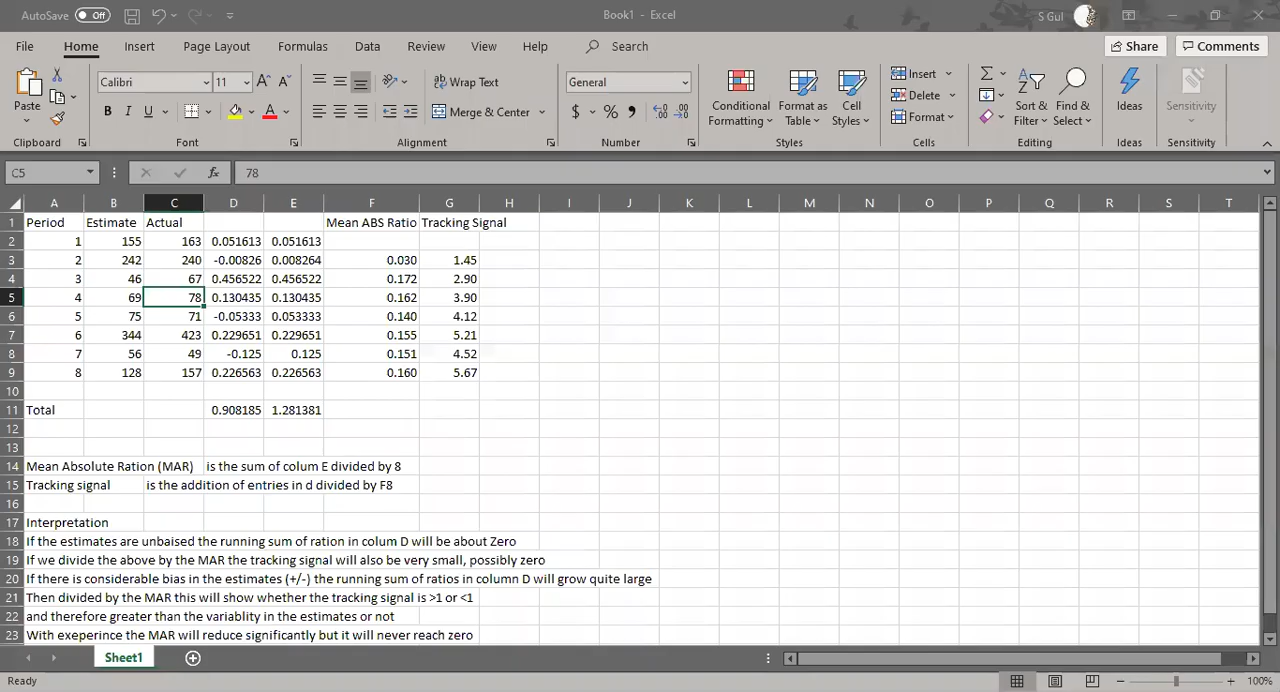 AutoSave Off Book1 - Excel S Gul
File Home Insert Page Layout Formulas Data Review View Help Search Share Comments
Paste Clipboard
Calibri 11 A A B I U A Font
ab Wrap Text Merge & Center Alignment
General $ % 9 Number
Conditional Formatting Format as Table Cell Styles Styles
Insert Delete Format Cells
Σ Sort & Filter Find & Select Editing
Ideas Ideas
Sensitivity Sensitivity
C5 fx 78
A B C D E F G H I J K L M N O P Q R S T
1 Period Estimate Actual Mean ABS Ratio Tracking Signal
2 1 155 163 0.051613 0.051613
3 2 242 240 -0.00826 0.008264 0.030 1.45
4 3 46 67 0.456522 0.456522 0.172 2.90
5 4 69 78 0.130435 0.130435 0.162 3.90
6 5 75 71 -0.05333 0.053333 0.140 4.12
7 6 344 423 0.229651 0.229651 0.155 5.21
8 7 56 49 -0.125 0.125 0.151 4.52
9 8 128 157 0.226563 0.226563 0.160 5.67
10
11 Total 0.908185 1.281381
12
13
14 Mean Absolute Ration (MAR) is the sum of colum E divided by 8
15 Tracking signal is the addition of entries in d divided by F8
16
17 Interpretation
18 If the estimates are unbaised the running sum of ration in colum D will be about Zero
19 If we divide the above by the MAR the tracking signal will also be very small, possibly zero
20 If there is considerable bias in the estimates (+/-) the running sum of ratios in column D will grow quite large
21 Then divided by the MAR this will show whether the tracking signal is >1 or <1
22 and therefore greater than the variablity in the estimates or not
23 With exeperince the MAR will reduce significantly but it will never reach zero
Sheet1
Ready 100%